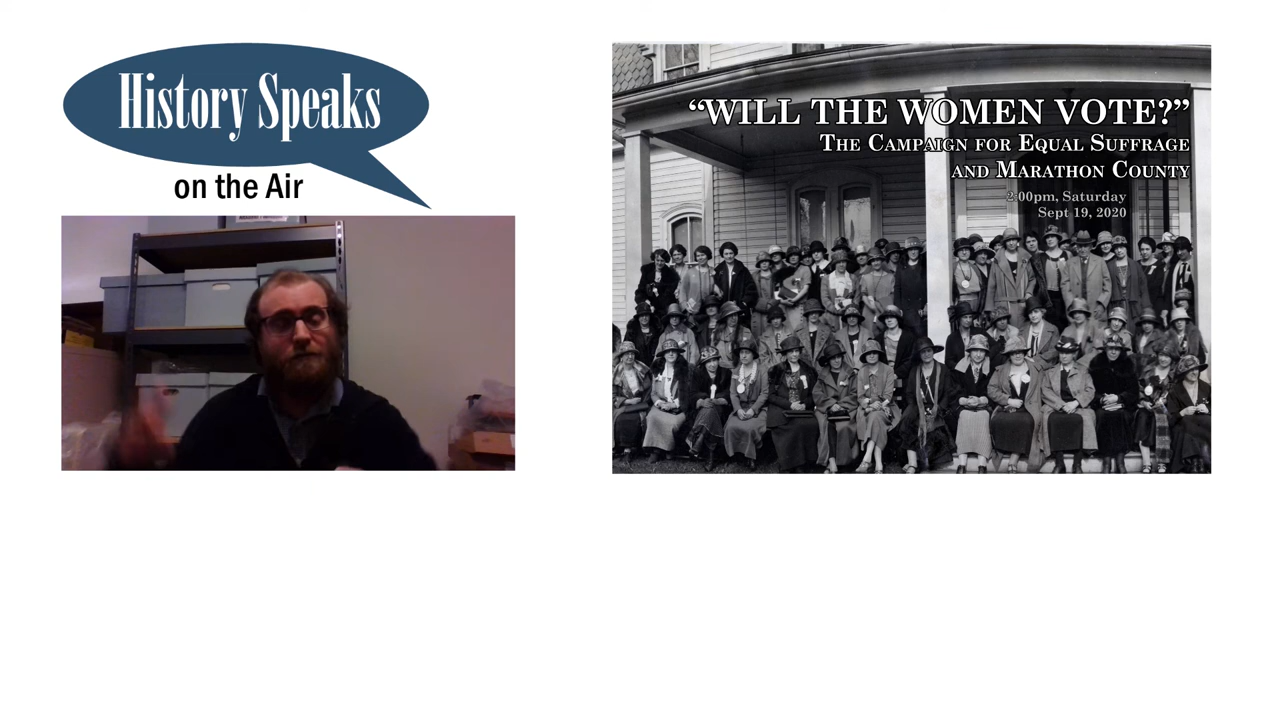 History Speaks
on the Air
“WILL THE WOMEN VOTE?”
THE CAMPAIGN FOR EQUAL SUFFRAGE
AND MARATHON COUNTY
2:00pm, Saturday
Sept 19, 2020